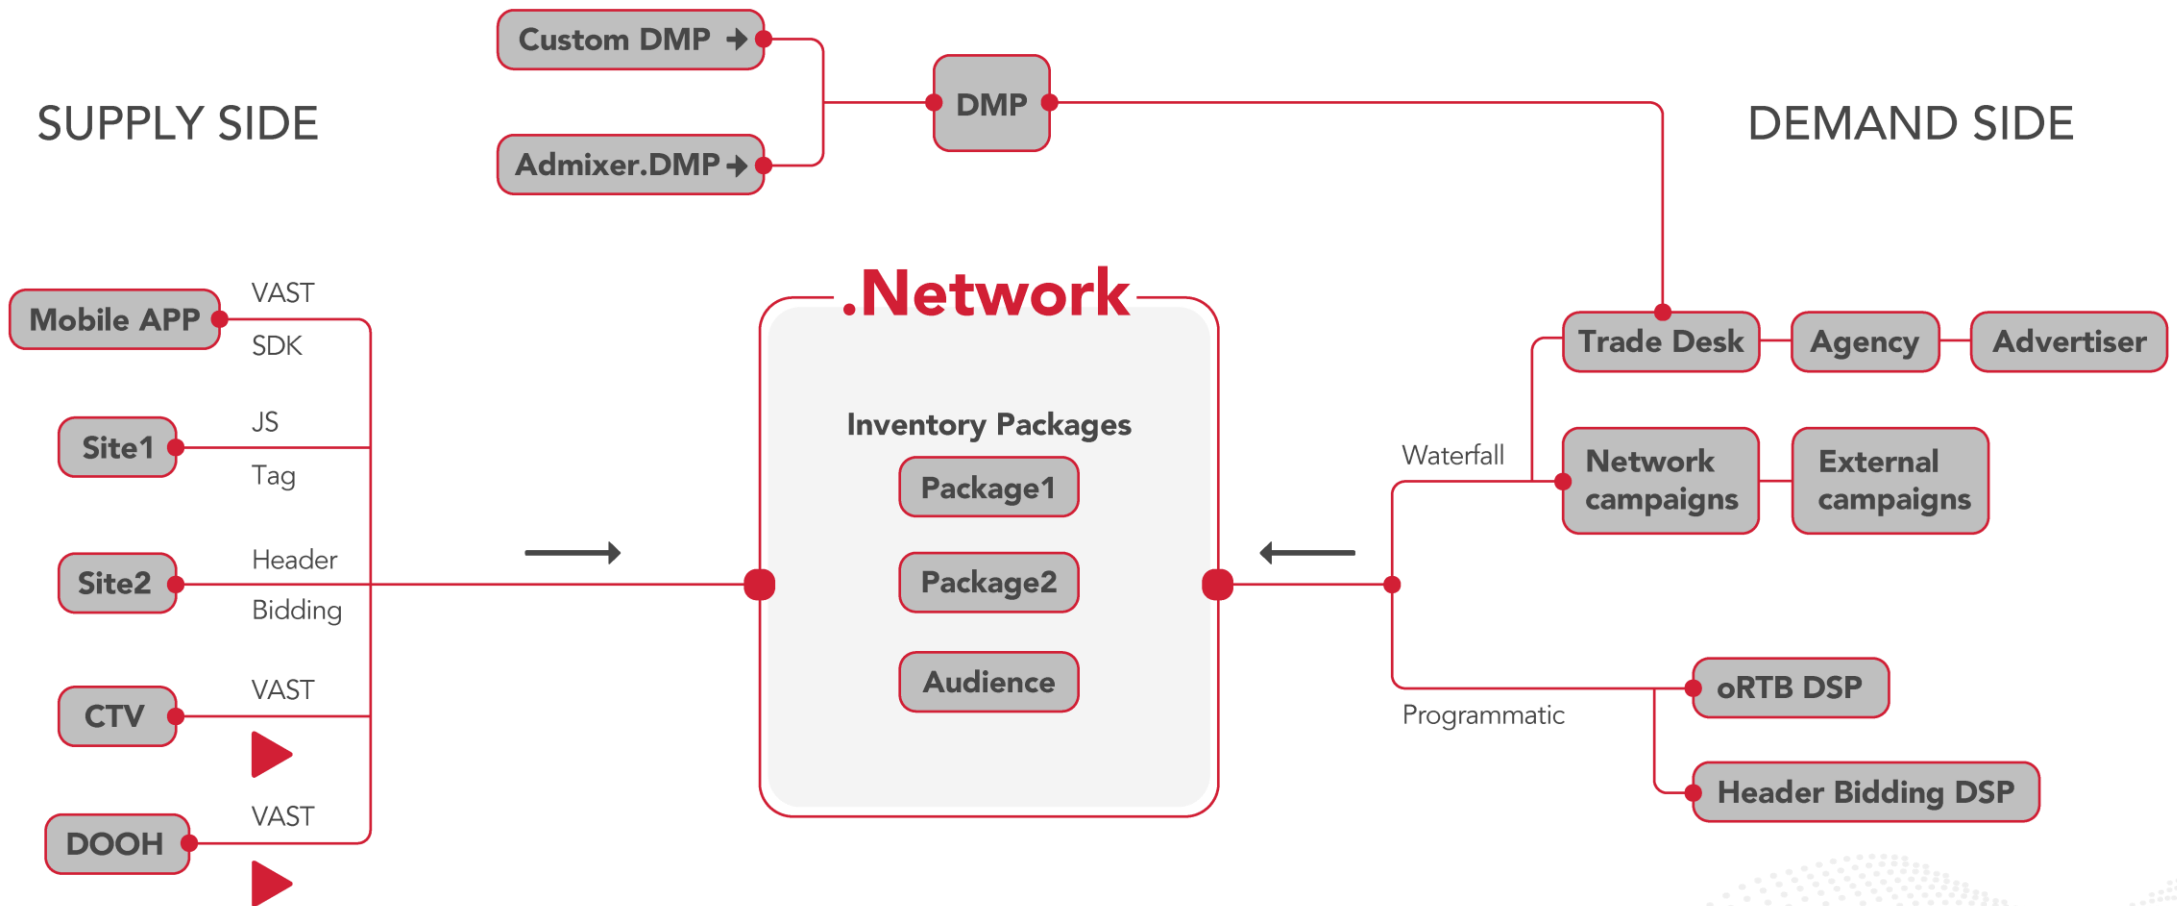 Custom DMP
DMP
SUPPLY SIDE
DEMAND SIDE
Admixer.DMP
.Network
VAST
Mobile APP
SDK
Trade Desk
Agency
Advertiser
JS
Site1
Tag
Inventory Packages
Package1
Waterfall
Network
campaigns
External
campaigns
Header
Site2
Bidding
Package2
VAST
CTV
Audience
oRTB DSP
Programmatic
VAST
DOOH
Header Bidding DSP